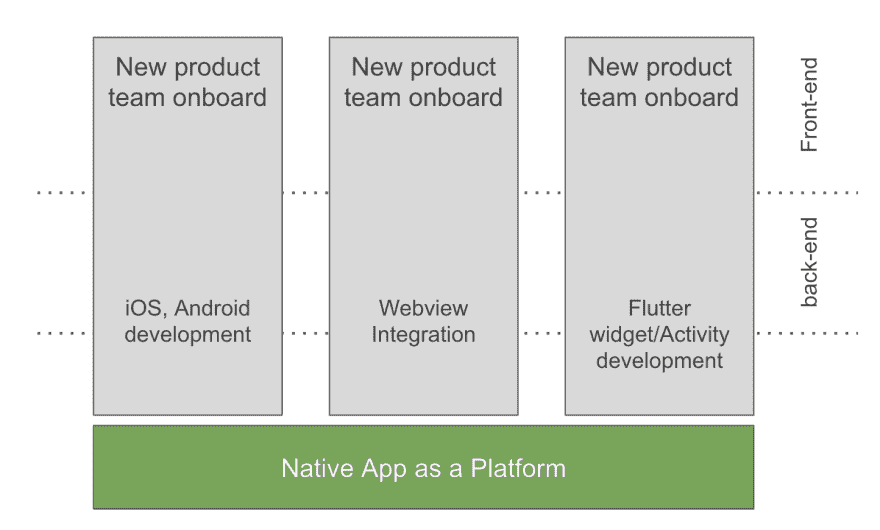 New product
team onboard
New product
team onboard
New product
team onboard
Front-end
back-end
iOS, Android
development
Webview
Integration
Flutter
widget/Activity
development
Native App as a Platform